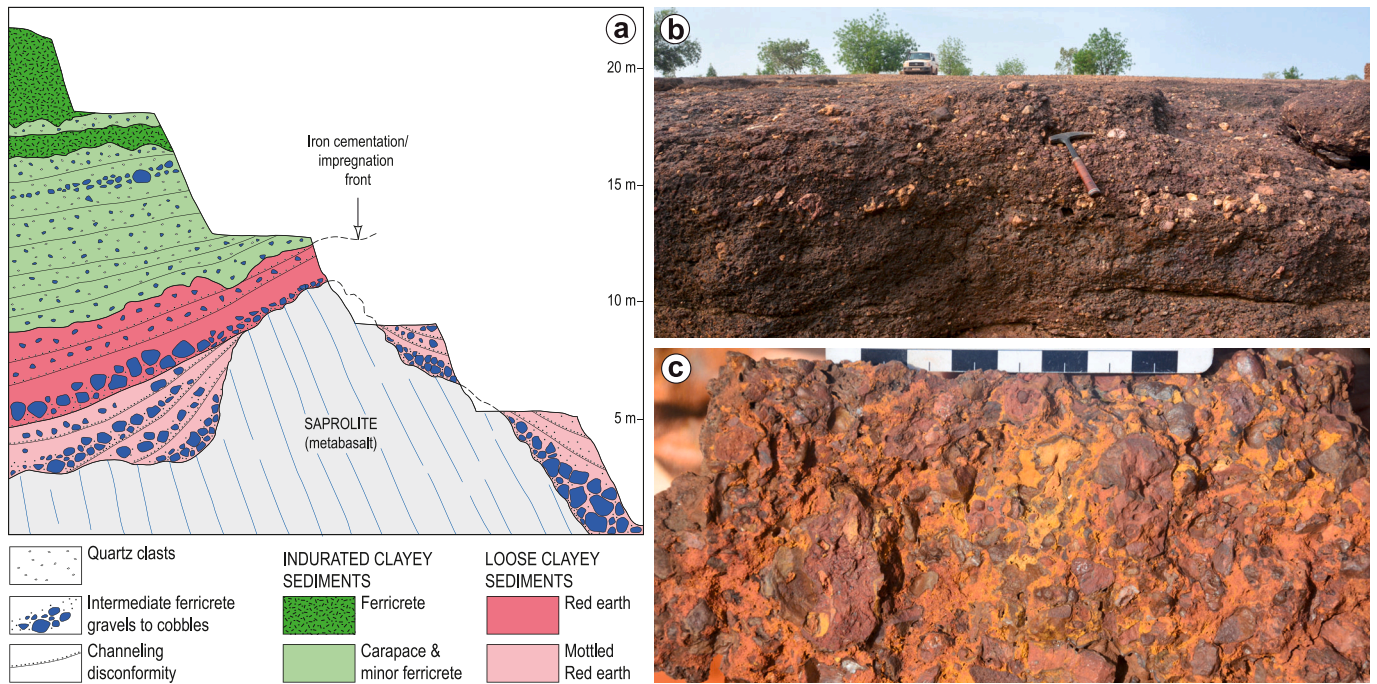 a
20 m
15 m
10 m
5 m
Iron cementation/
impregnation
front
SAPROLITE
(metabasalt)
Quartz clasts
Intermediate ferricrete
gravels to cobbles
Channeling
disconformity
INDURATED CLAYEY
SEDIMENTS
Ferricrete
Carapace &
minor ferricrete
LOOSE CLAYEY
SEDIMENTS
Red earth
Mottled
Red earth
b
c